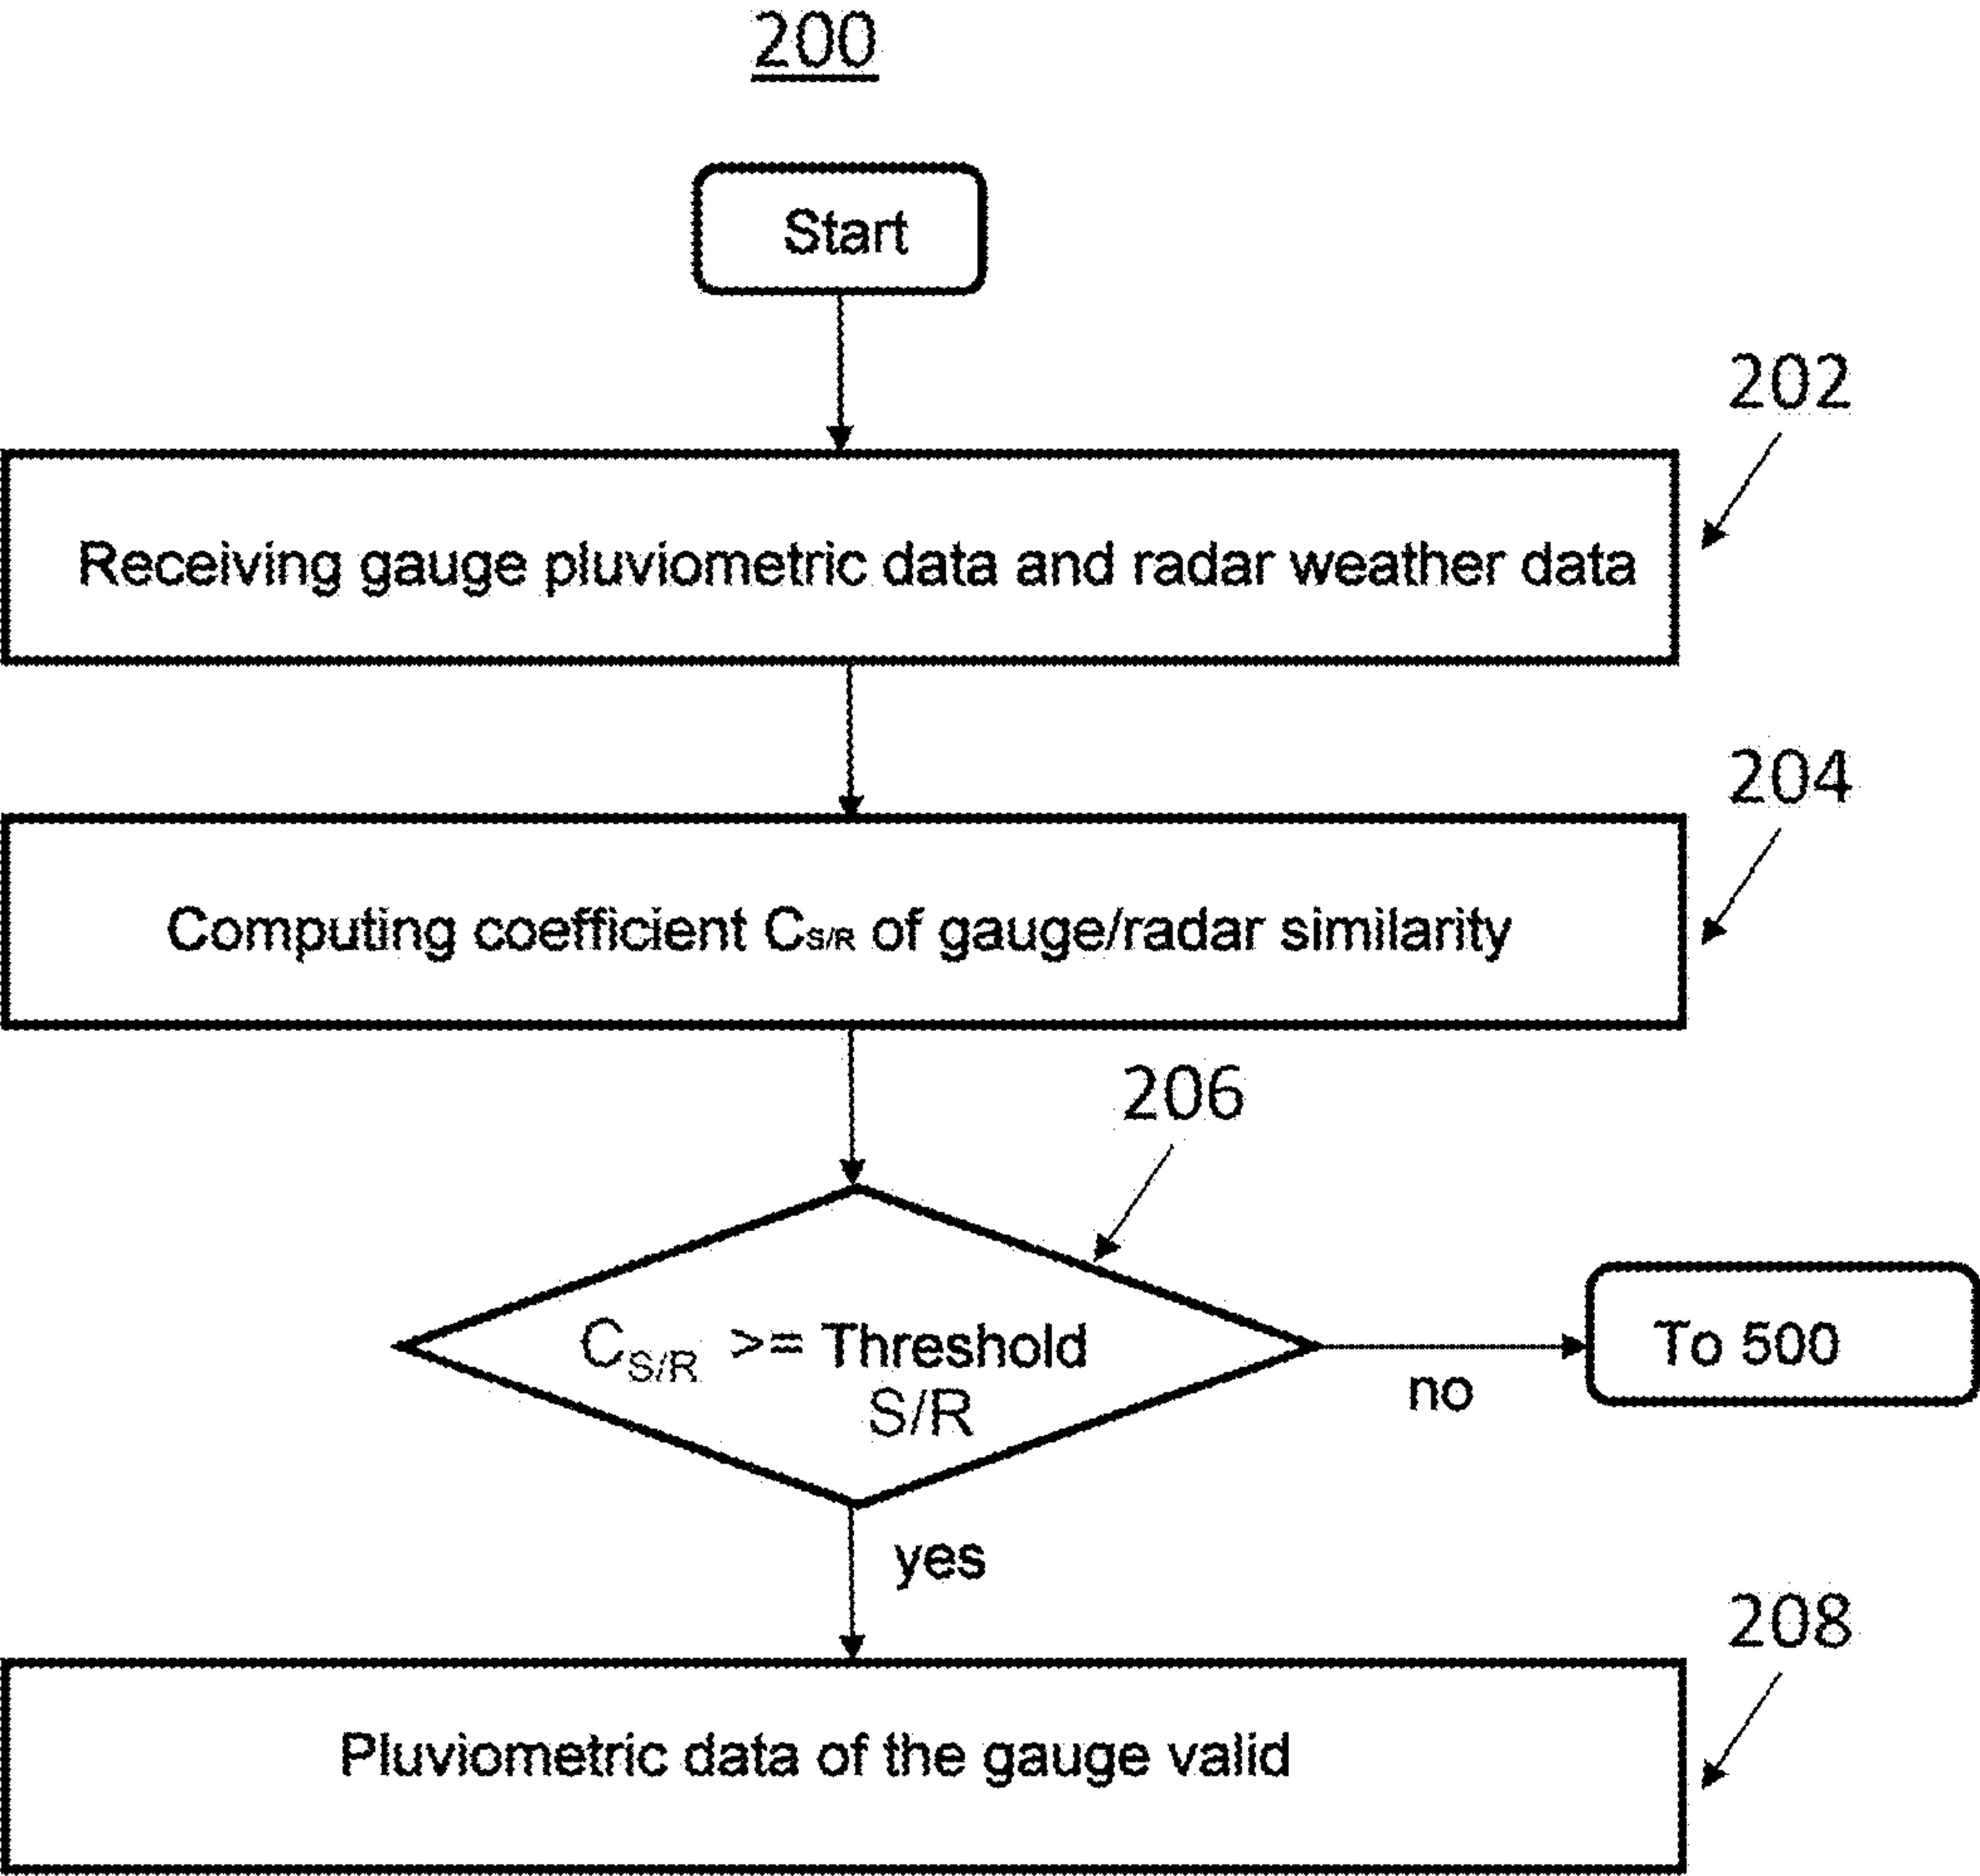 200
Start
202
Receiving gauge pluviometric data and radar weather data
204
Computing coefficient CS/R of gauge/radar similarity
206
CS/R >= Threshold
S/R
To 500
no
yes
208
Pluviometric data of the gauge valid